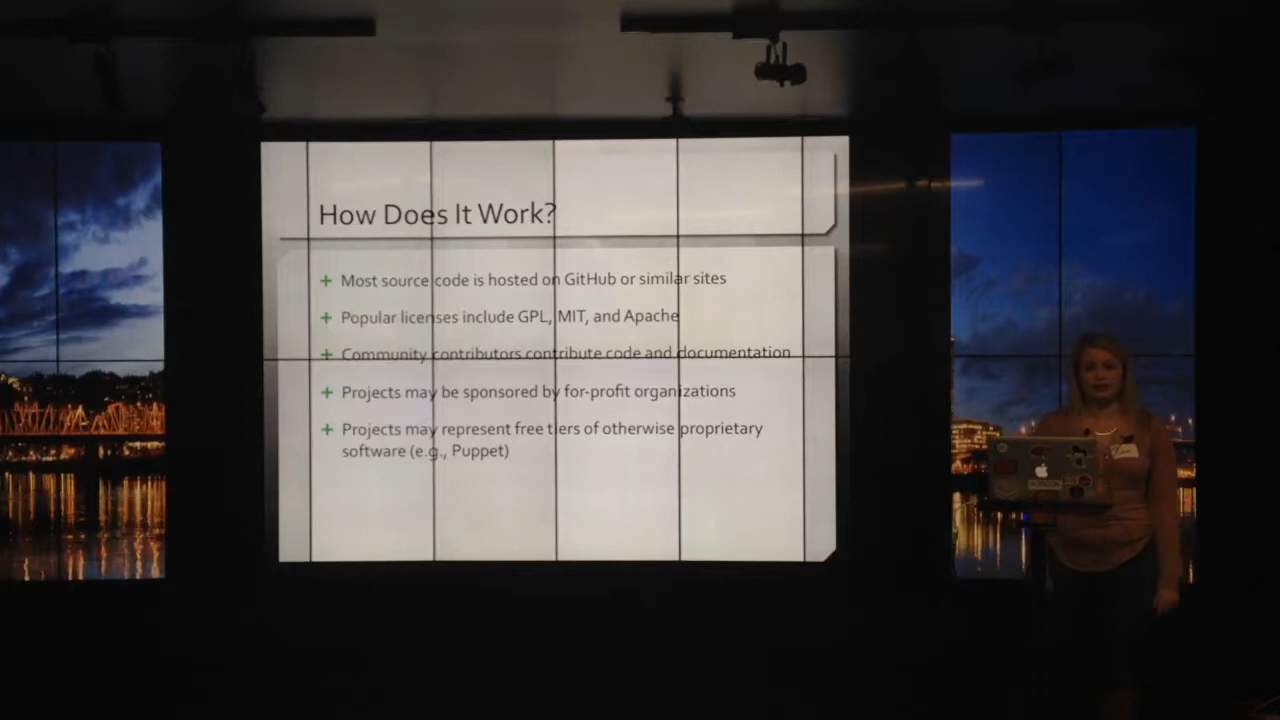 How Does It Work?
+ Most source code is hosted on GitHub or similar sites
+ Popular licenses include GPL, MIT, and Apache
+ Community contributors contribute code and documentation
+ Projects may be sponsored by for-profit organizations
+ Projects may represent free tiers of otherwise proprietary
software (e.g., Puppet)